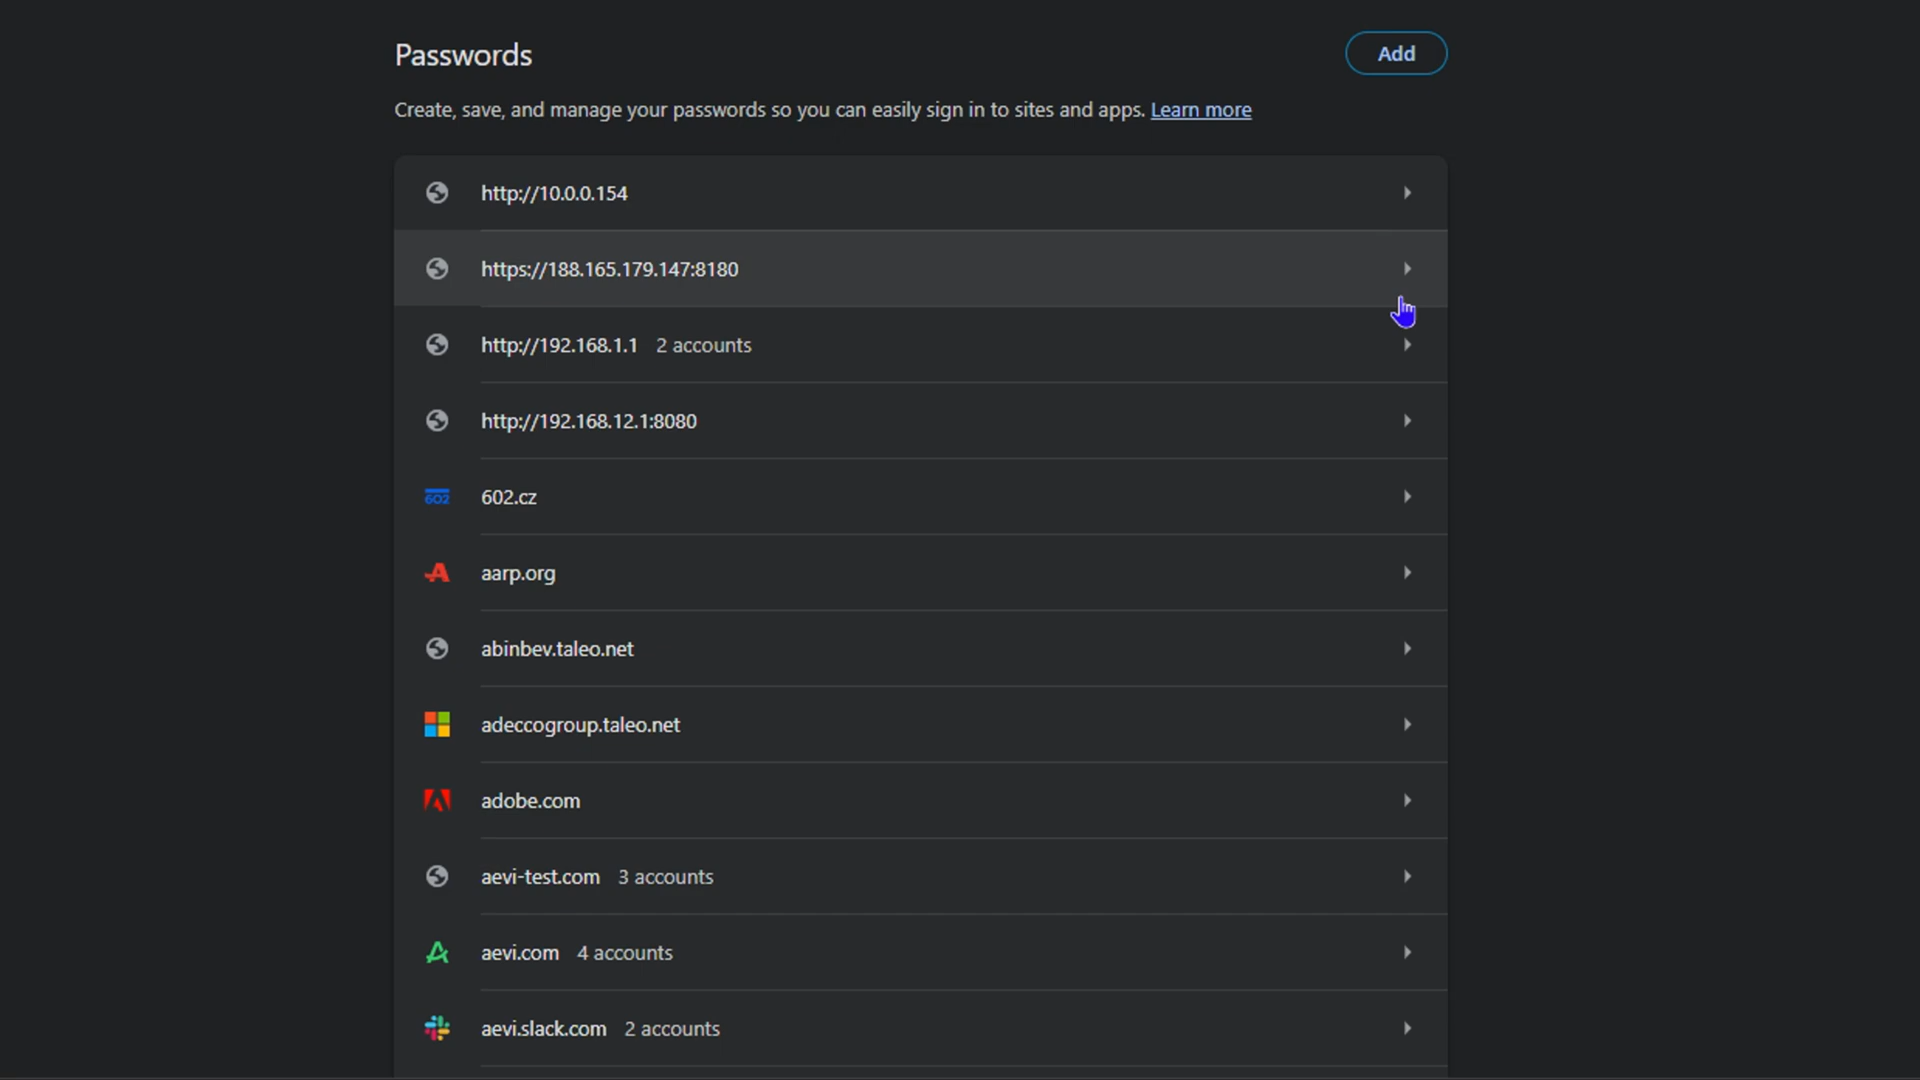 Passwords
Add
Create, save, and manage your passwords so you can easily sign in to sites and apps. Learn more
http://10.0.0.154
https://188.165.179.147:8180
http://192.168.1.1 2 accounts
http://192.168.12.1:8080
602 602.cz
aarp.org
abinbev.taleo.net
adeccogroup.taleo.net
adobe.com
aevi-test.com 3 accounts
aevi.com 4 accounts
aevi.slack.com 2 accounts